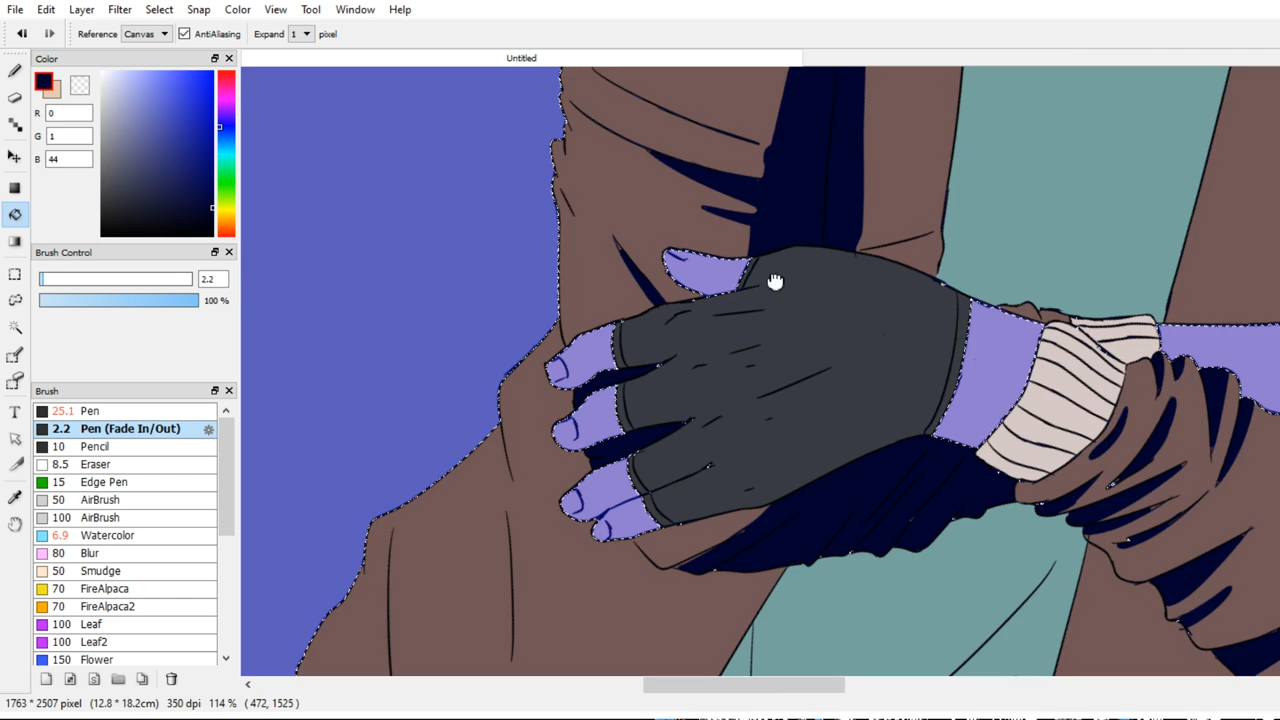 File Edit Layer Filter Select Snap Color View Tool Window Help
Reference Canvas AntiAliasing Expand 1 pixel
Untitled
Color
R 0
G 1
B 44
Brush Control
2.2
100 %
Brush
25.1 Pen
2.2 Pen (Fade In/Out)
10 Pencil
8.5 Eraser
15 Edge Pen
50 AirBrush
100 AirBrush
6.9 Watercolor
80 Blur
50 Smudge
70 FireAlpaca
70 FireAlpaca2
100 Leaf
100 Leaf2
150 Flower
1763 * 2507 pixel (12.8 * 18.2cm) 350 dpi 114 % ( 472, 1525 )